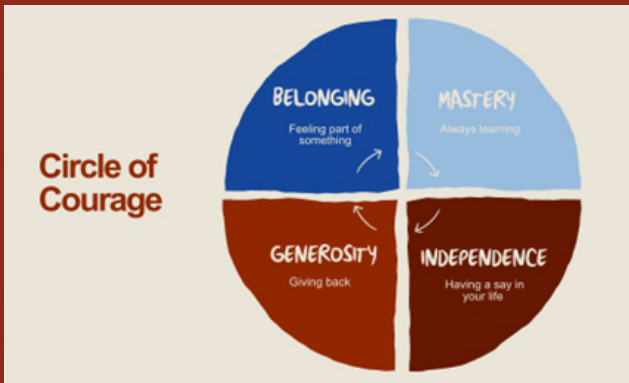 Circle of
Courage
BELONGING
Feeling part of
something
MASTERY
Always learning
GENEROSITY
Giving back
INDEPENDENCE
Having a say in
your life